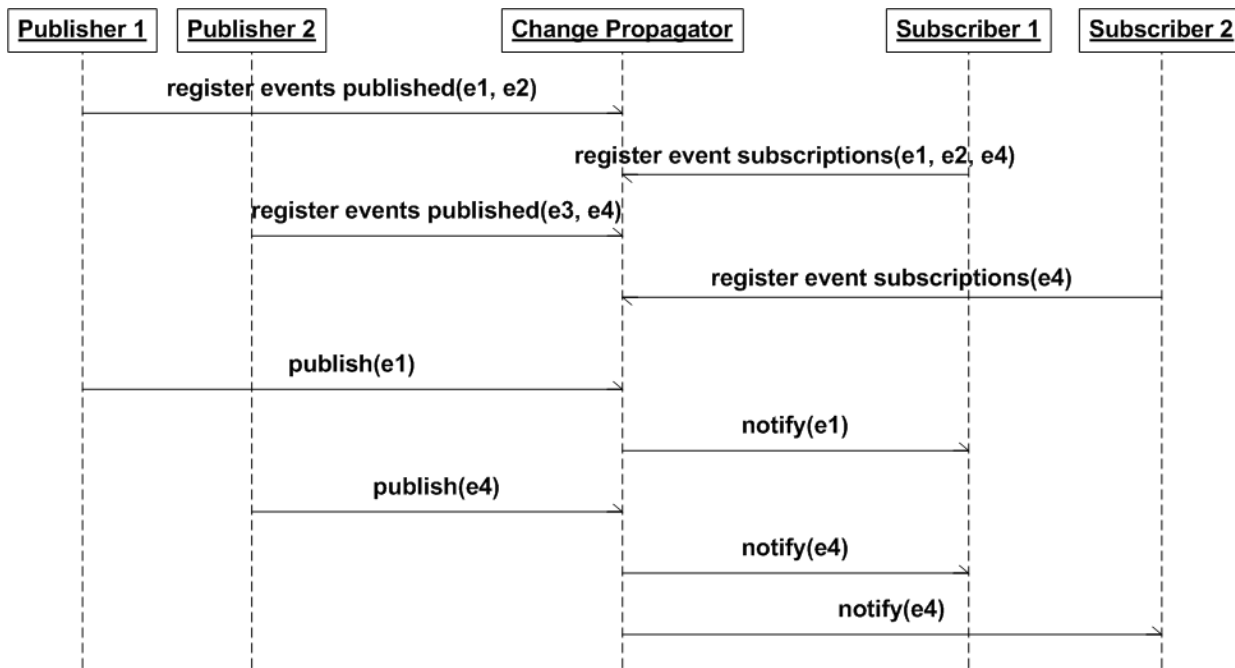 Publisher 1
Publisher 2
Change Propagator
Subscriber 1
Subscriber 2
register events published(e1, e2)
register event subscriptions(e1, e2, e4)
register events published(e3, e4)
register event subscriptions(e4)
publish(e1)
notify(e1)
publish(e4)
notify(e4)
notify(e4)